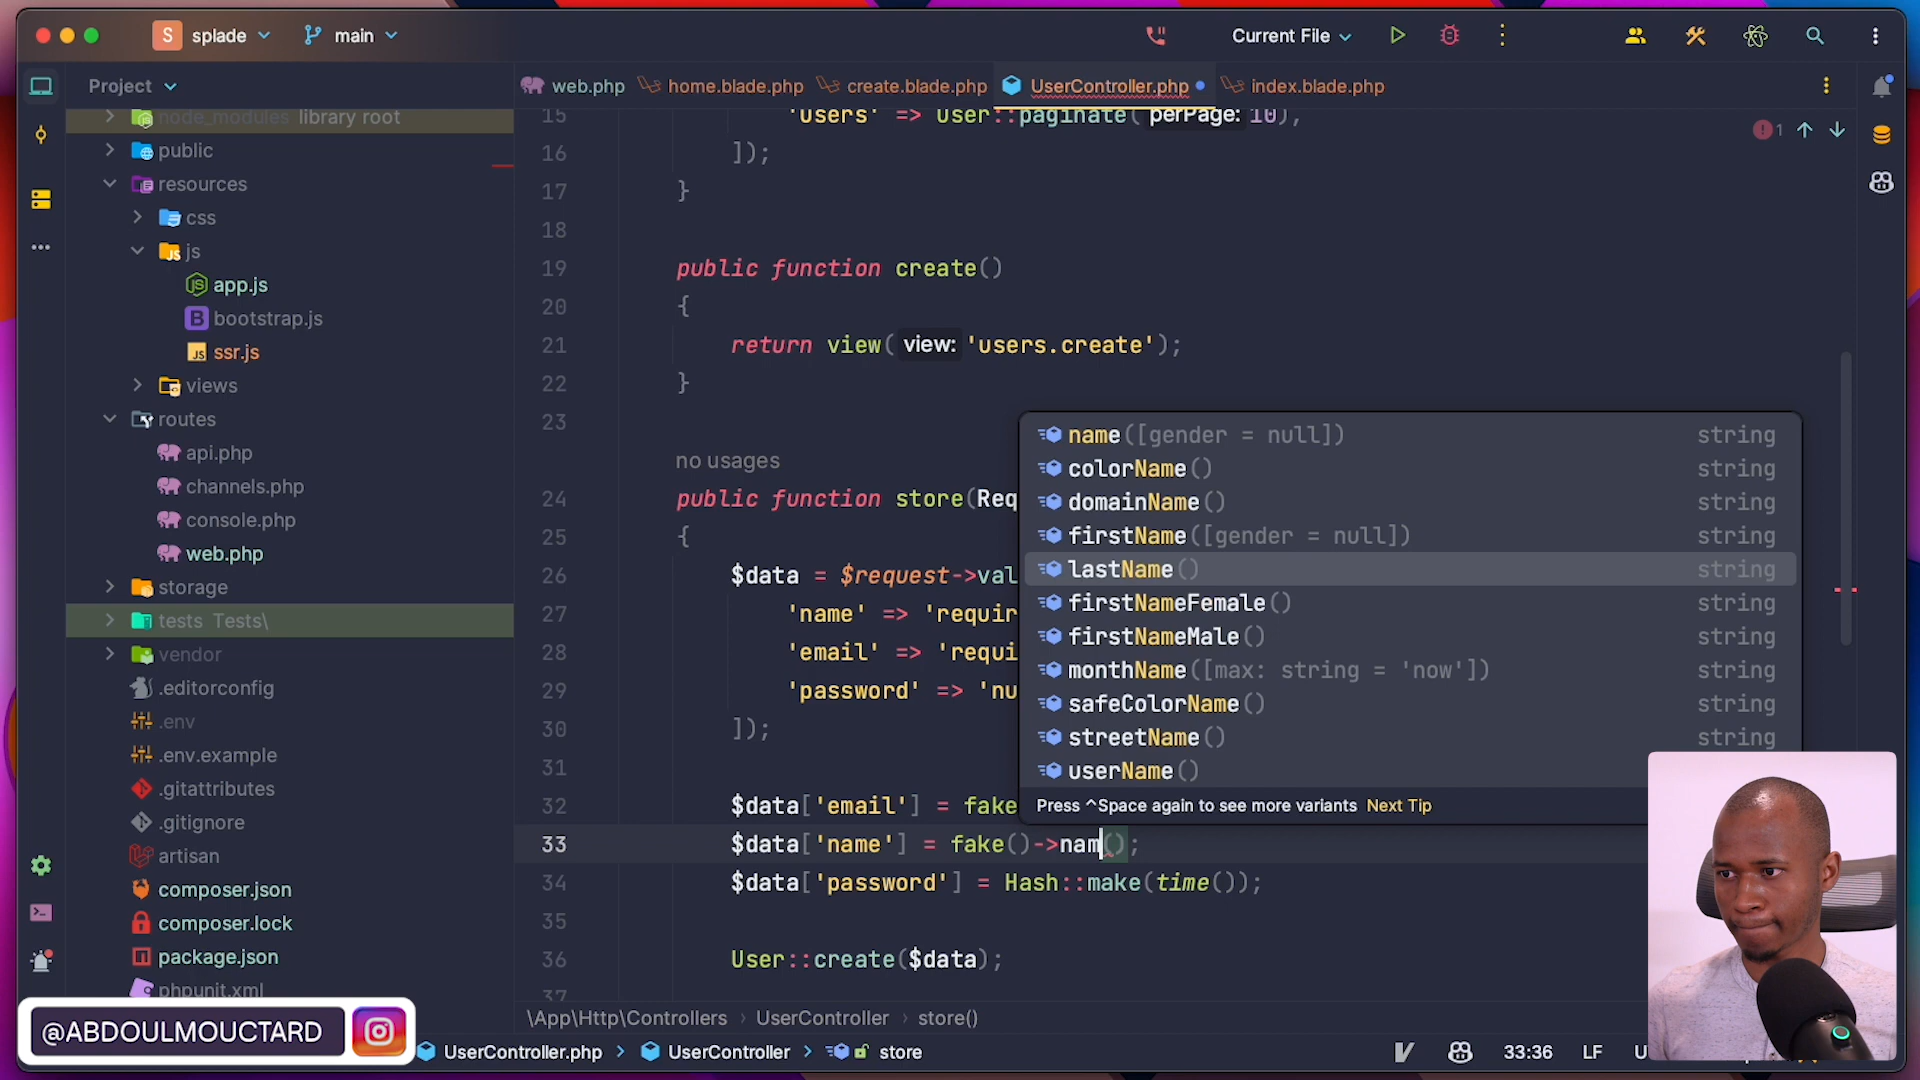 S splade main Current File
Project
web.php home.blade.php create.blade.php UserController.php index.blade.php
node_modules library root
public
resources
css
js
app.js
bootstrap.js
ssr.js
views
routes
api.php
channels.php
console.php
web.php
storage
tests Tests\
vendor
.editorconfig
.env
.env.example
.gitattributes
.gitignore
artisan
composer.json
composer.lock
package.json
phpunit.xml
15 'users' => User::paginate( perPage: 10),
16 ]);
17 }
18
19 public function create()
20 {
21 return view( view: 'users.create');
22 }
23
no usages
24 public function store(Req
25 {
26 $data = $request->val
27 'name' => 'requir
28 'email' => 'requi
29 'password' => 'nu
30 ]);
31
32 $data['email'] = fake
33 $data['name'] = fake()->nam();
34 $data['password'] = Hash::make(time());
35
36 User::create($data);
37
1
name([gender = null]) string
colorName() string
domainName() string
firstName([gender = null]) string
lastName() string
firstNameFemale() string
firstNameMale() string
monthName([max: string = 'now']) string
safeColorName() string
streetName() string
userName() string
Press ^Space again to see more variants Next Tip
\App\Http\Controllers › UserController › store()
@ABDOULMOUCTARD
UserController.php > UserController > store 33:36 LF